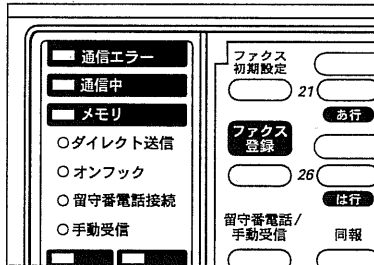 通信エラー
通信中
メモリ
ダイレクト送信
オンフック
留守番電話接続
手動受信
ファクス
初期設定
21
あ行
ファクス
登録
26
は行
留守番電話/
手動受信
同報